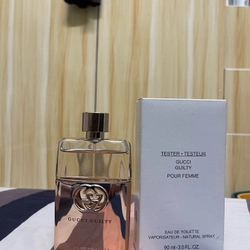 TESTER - TESTEUR
GUCCI
GUILTY
POUR FEMME
EAU DE TOILETTE
VAPORISATEUR - NATURAL SPRAY
90 ml - 3.0 FL. OZ.
GUCCI GUILTY